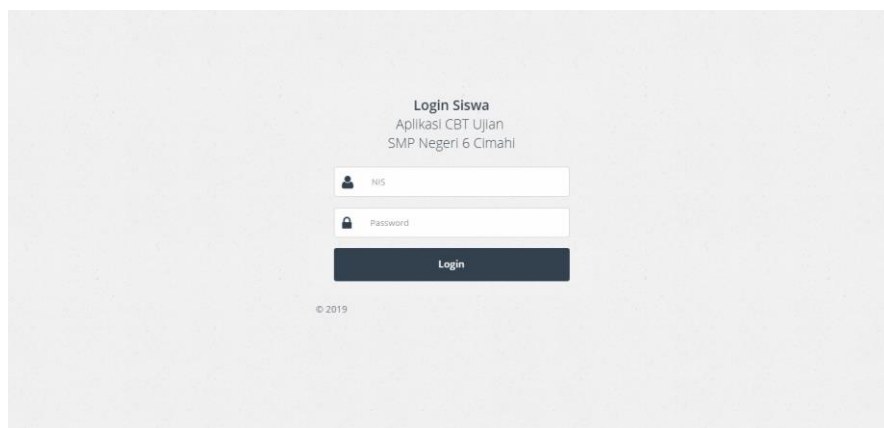 Login Siswa
Aplikasi CBT Ujian
SMP Negeri 6 Cimahi
NIS
Password
Login
© 2019